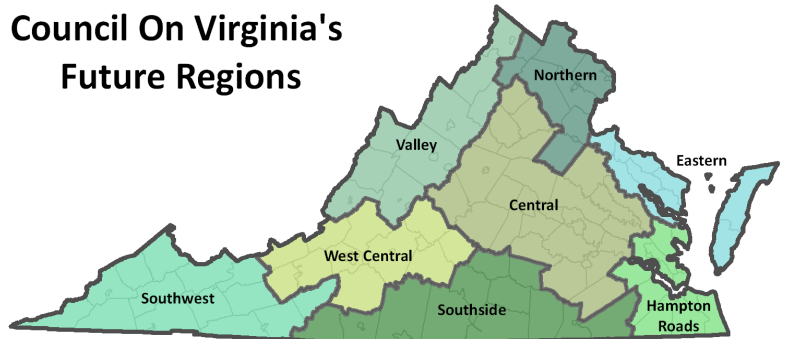 Council On Virginia's
Future Regions
Northern
Valley
Eastern
Central
West Central
Southwest
Southside
Hampton
Roads